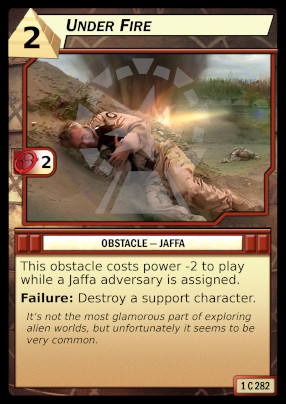 2
UNDER FIRE
2
OBSTACLE – JAFFA
This obstacle costs power -2 to play
while a Jaffa adversary is assigned.
Failure: Destroy a support character.
It's not the most glamorous part of exploring
alien worlds, but unfortunately it seems to be
very common.
1 C 282